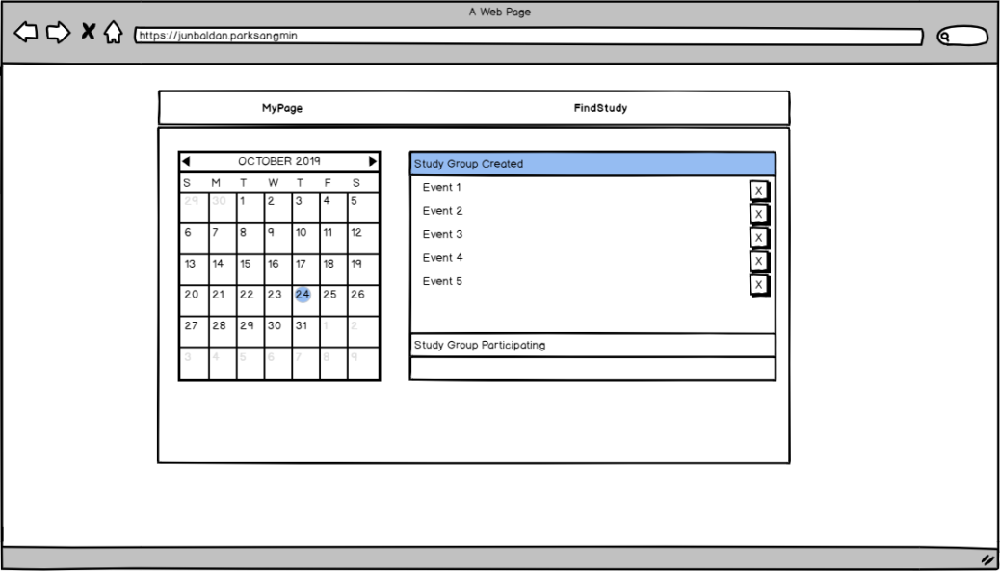 A Web Page
https://junbaldan.parksangmin
MyPage FindStudy
OCTOBER 2019
S M T W T F S
29 30 1 2 3 4 5
6 7 8 9 10 11 12
13 14 15 16 17 18 19
20 21 22 23 24 25 26
27 28 29 30 31 1 2
3 4 5 6 7 8 9
Study Group Created
Event 1 X
Event 2 X
Event 3 X
Event 4 X
Event 5 X
Study Group Participating